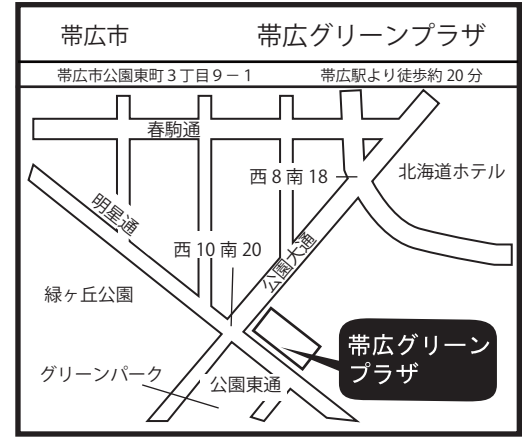 帯広市　帯広グリーンプラザ
帯広市公園東町３丁目９－１　帯広駅より徒歩約 20 分
春駒通
西 8 南 18
北海道ホテル
明星通
西 10 南 20
公園大通
緑ヶ丘公園
帯広グリーン
プラザ
グリーンパーク
公園東通